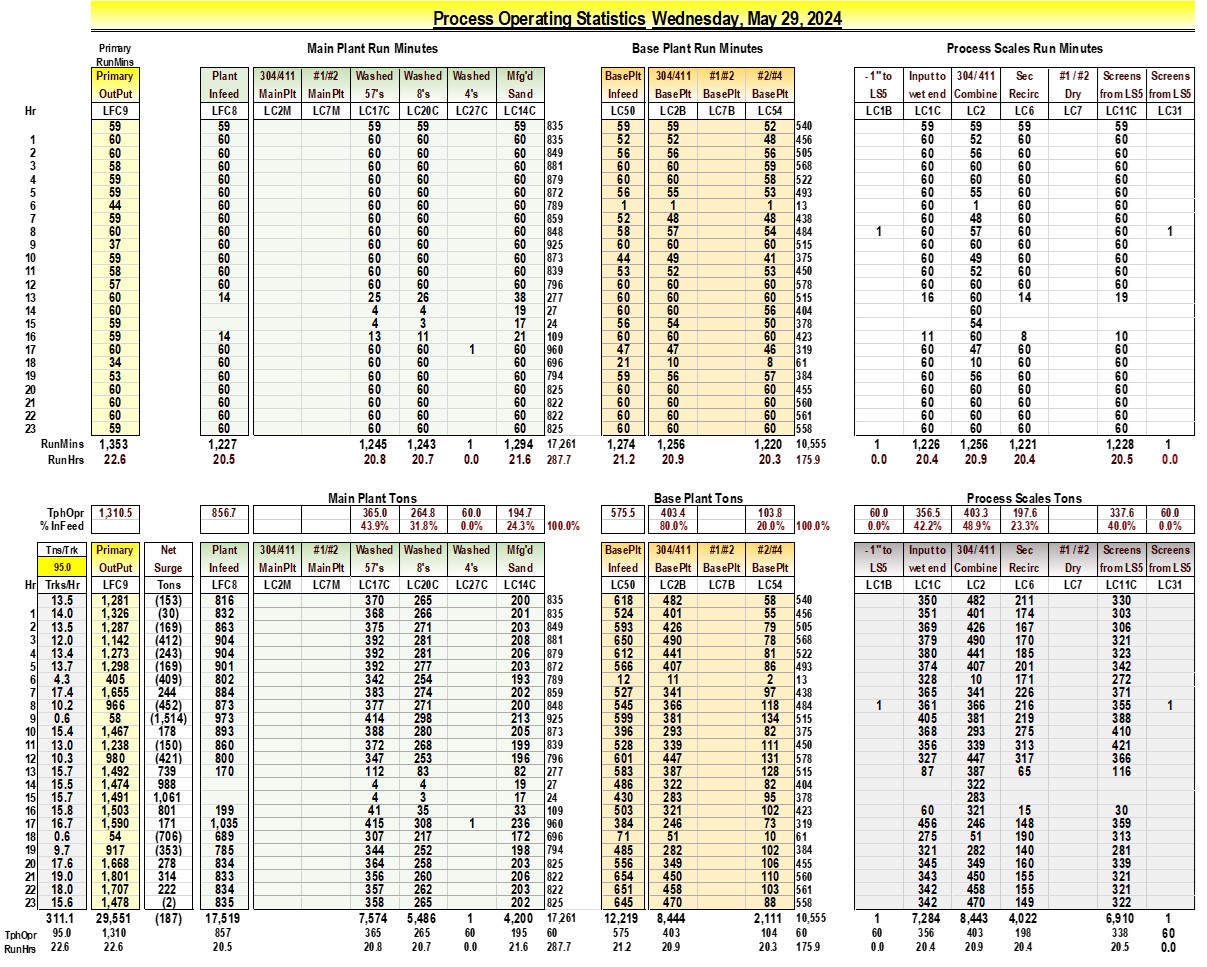 Process Operating Statistics Wednesday, May 29, 2024
Primary Main Plant Run Minutes Base Plant Run Minutes Process Scales Run Minutes
RunMins
Primary Plant 304/411 #1/#2 Washed Washed Washed Mfg'd BasePlt 304/411 #1/#2 #2/#4 -1" to Input to 304/411 Sec #1/#2 Screens Screens
OutPut Infeed MainPlt MainPlt 57's 8's 4's Sand Infeed BasePlt BasePlt BasePlt LS5 wet end Combine Recirc Dry from LS5 from LS5
Hr LFC9 LFC8 LC2M LC7M LC17C LC20C LC27C LC14C LC50 LC2B LC7B LC54 LC1B LC1C LC2 LC6 LC7 LC11C LC31
59 59 59 59 59 835 59 59 52 540 59 59 59 59
1 60 60 60 60 60 835 52 52 48 456 60 52 60 60
2 60 60 60 60 60 849 56 56 56 505 60 56 60 60
3 58 60 60 60 60 881 60 60 59 568 60 60 60 60
4 59 60 60 60 60 879 60 60 58 522 60 60 60 60
5 59 60 60 60 60 872 56 55 53 493 60 55 60 60
6 44 60 60 60 60 789 1 1 1 13 60 1 60 60
7 59 60 60 60 60 859 52 48 48 438 60 48 60 60
8 60 60 60 60 60 848 58 57 54 484 1 60 57 60 60 1
9 37 60 60 60 60 925 60 60 60 515 60 60 60 60
10 59 60 60 60 60 873 44 49 41 375 60 49 60 60
11 58 60 60 60 60 839 53 52 53 450 60 52 60 60
12 57 60 60 60 60 796 60 60 60 578 60 60 60 60
13 60 14 25 26 38 277 60 60 60 515 16 60 14 19
14 60 4 4 19 27 60 60 56 404 60
15 59 4 3 17 24 56 54 50 378 54
16 59 14 13 11 21 109 60 60 60 423 11 60 8 10
17 60 60 60 60 1 60 960 47 47 46 319 60 47 60 60
18 34 60 60 60 60 696 21 10 8 61 60 10 60 60
19 53 60 60 60 60 794 59 56 57 384 60 56 60 60
20 60 60 60 60 60 825 60 60 60 455 60 60 60 60
21 60 60 60 60 60 822 60 60 60 560 60 60 60 60
22 60 60 60 60 60 822 60 60 60 561 60 60 60 60
23 59 60 60 60 60 825 60 60 60 558 60 60 60 60
RunMins 1,353 1,227 1,245 1,243 1 1,294 17,261 1,274 1,256 1,220 10,555 1 1,226 1,256 1,221 1,228 1
RunHrs 22.6 20.5 20.8 20.7 0.0 21.6 287.7 21.2 20.9 20.3 175.9 0.0 20.4 20.9 20.4 20.5 0.0
Main Plant Tons Base Plant Tons Process Scales Tons
TphOpr 1,310.5 856.7 365.0 264.8 60.0 194.7 575.5 403.4 103.8 60.0 356.5 403.3 197.6 337.6 60.0
% InFeed 43.9% 31.8% 0.0% 24.3% 100.0% 80.0% 20.0% 100.0% 0.0% 42.2% 48.9% 23.3% 40.0% 0.0%
Tns/Trk Primary Net Plant 304/411 #1/#2 Washed Washed Washed Mfg'd BasePlt 304/411 #1/#2 #2/#4 -1" to Input to 304/411 Sec #1/#2 Screens Screens
95.0 OutPut Surge Infeed MainPlt MainPlt 57's 8's 4's Sand Infeed BasePlt BasePlt BasePlt LS5 wet end Combine Recirc Dry from LS5 from LS5
Hr Trks/Hr LFC9 Tons LFC8 LC2M LC7M LC17C LC20C LC27C LC14C LC50 LC2B LC7B LC54 LC1B LC1C LC2 LC6 LC7 LC11C LC31
13.5 1,281 (153) 816 370 265 200 835 618 482 58 540 350 482 211 330
1 14.0 1,326 (30) 832 368 266 201 835 524 401 55 456 351 401 174 303
2 13.5 1,287 (169) 863 375 271 203 849 593 426 79 505 369 426 167 306
3 12.0 1,142 (412) 904 392 281 208 881 650 490 78 568 379 490 170 321
4 13.4 1,273 (243) 904 392 281 206 879 612 441 81 522 380 441 185 323
5 13.7 1,298 (169) 901 392 277 203 872 566 407 86 493 374 407 201 342
6 4.3 405 (409) 802 342 254 193 789 12 11 2 13 328 10 171 272
7 17.4 1,655 244 884 383 274 202 859 527 341 97 438 365 341 226 371
8 10.2 966 (452) 873 377 271 200 848 545 366 118 484 1 361 366 216 355 1
9 0.6 58 (1,514) 973 414 298 213 925 599 381 134 515 405 381 219 388
10 15.4 1,467 178 893 388 280 205 873 396 293 82 375 368 293 275 410
11 13.0 1,238 (150) 860 372 268 199 839 528 339 111 450 356 339 313 421
12 10.3 980 (421) 800 347 253 196 796 601 447 131 578 327 447 317 366
13 15.7 1,492 739 170 112 83 82 277 583 387 128 515 87 387 65 116
14 15.5 1,474 988 4 4 19 27 486 322 82 404 322
15 15.7 1,491 1,061 4 3 17 24 430 283 95 378 283
16 15.8 1,503 801 199 41 35 33 109 503 321 102 423 60 321 15 30
17 16.7 1,590 171 1,035 415 308 1 236 960 384 246 73 319 456 246 148 359
18 0.6 54 (706) 689 307 217 172 696 71 51 10 61 275 51 190 313
19 9.7 917 (353) 785 344 252 198 794 485 282 102 384 321 282 140 281
20 17.6 1,668 278 834 364 258 203 825 556 349 106 455 345 349 160 339
21 19.0 1,801 314 833 356 260 206 822 654 450 110 560 343 450 155 321
22 18.0 1,707 222 834 357 262 203 822 651 458 103 561 342 458 155 321
23 15.6 1,478 (2) 835 358 265 202 825 645 470 88 558 342 470 149 322
311.1 29,551 (187) 17,519 7,574 5,486 1 4,200 17,261 12,219 8,444 2,111 10,555 1 7,284 8,443 4,022 6,910 1
TphOpr 95.0 1,310 857 365 265 60 195 60 575 403 104 60 60 356 403 198 338 60
RunHrs 22.6 22.6 20.5 20.8 20.7 0.0 21.6 287.7 21.2 20.9 20.3 175.9 0.0 20.4 20.9 20.4 20.5 0.0